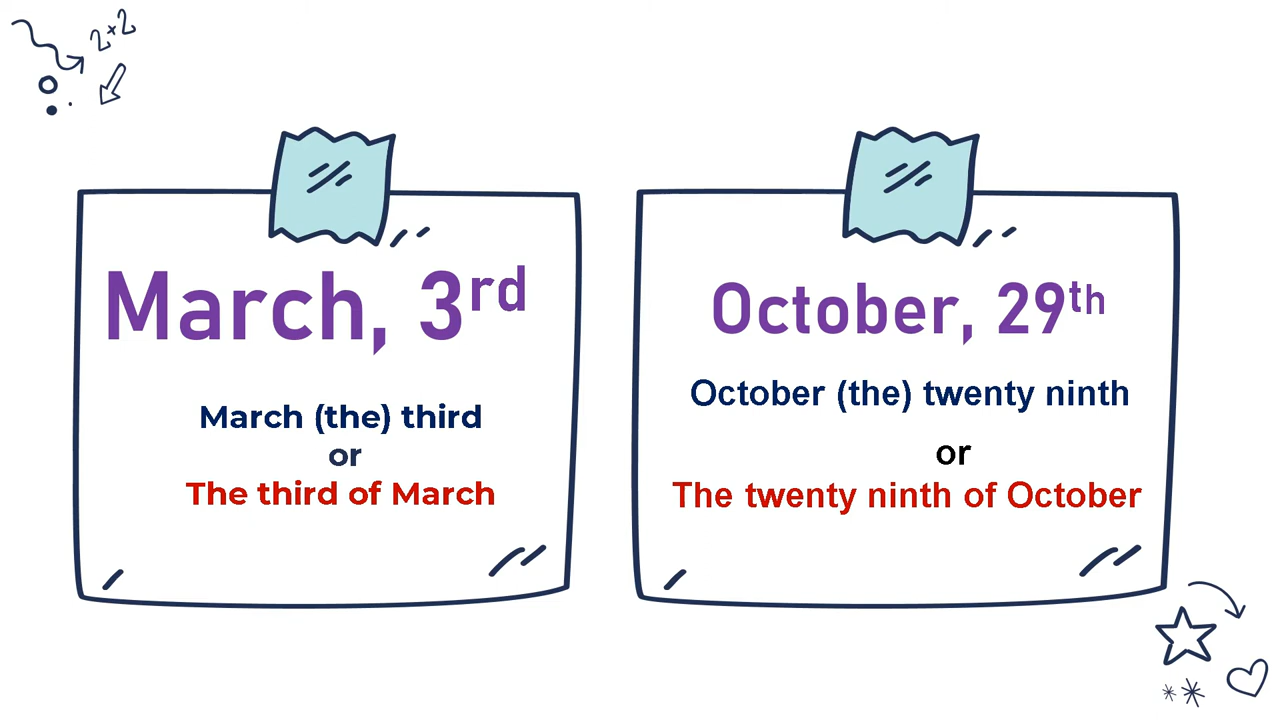 2+2
March, 3rd
March (the) third
or
The third of March
October, 29th
October (the) twenty ninth
or
The twenty ninth of October